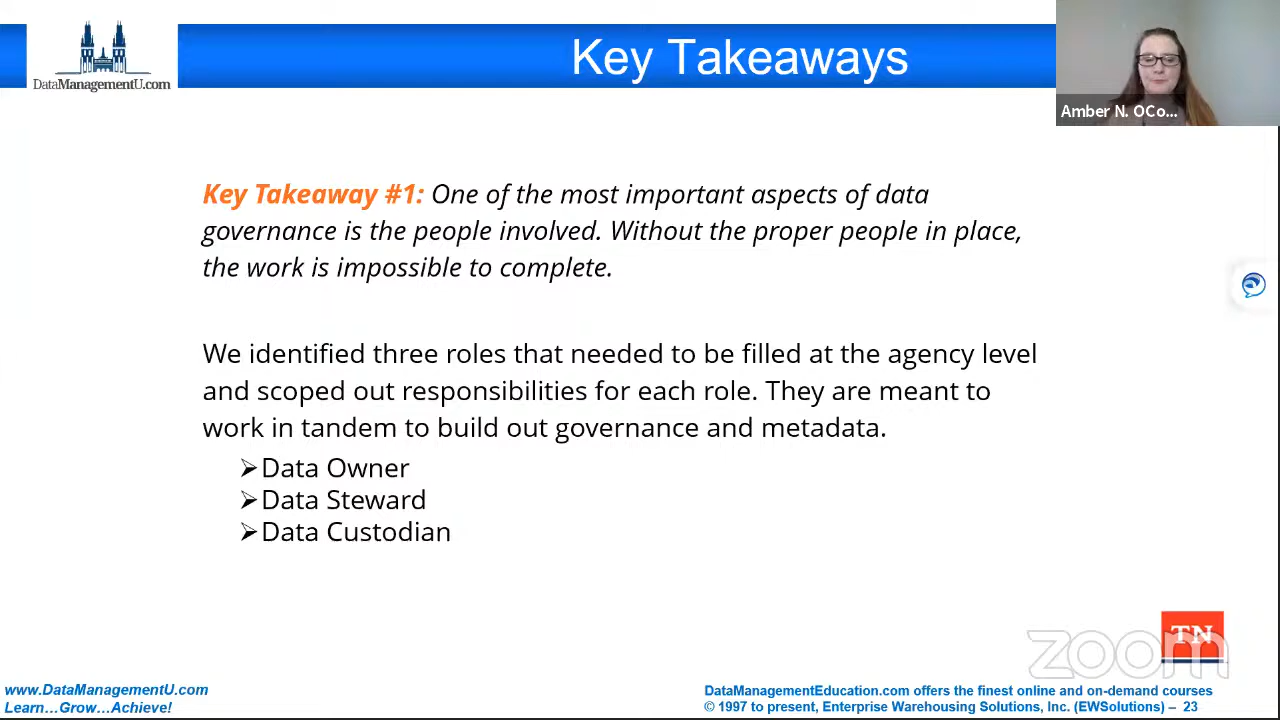 Key Takeaways
DataManagementU.com
Amber N. OCo...
Key Takeaway #1: One of the most important aspects of data
governance is the people involved. Without the proper people in place,
the work is impossible to complete.
We identified three roles that needed to be filled at the agency level
and scoped out responsibilities for each role. They are meant to
work in tandem to build out governance and metadata.
➢Data Owner
➢Data Steward
➢Data Custodian
TN
zoom
www.DataManagementU.com
Learn…Grow…Achieve!
DataManagementEducation.com offers the finest online and on-demand courses
© 1997 to present, Enterprise Warehousing Solutions, Inc. (EWSolutions) – 23